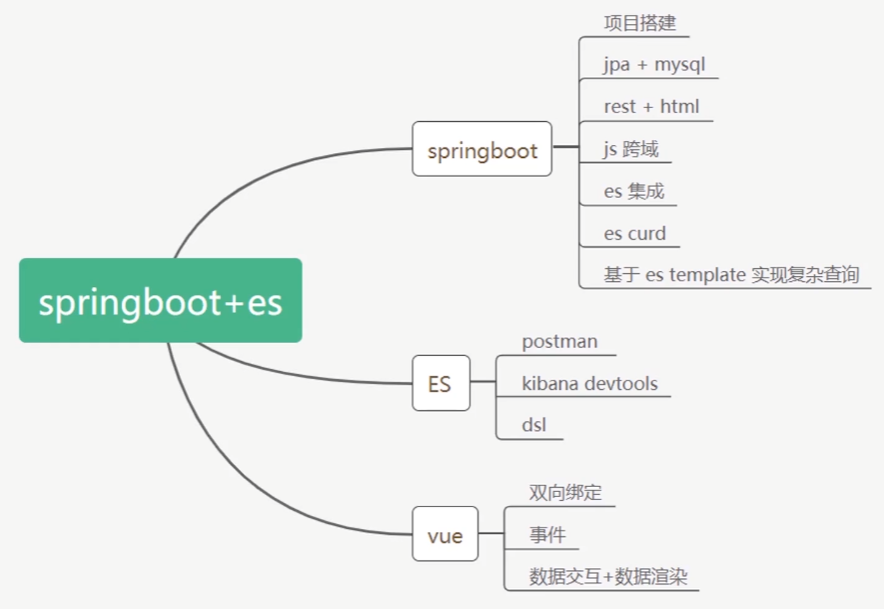 springboot+es
springboot
项目搭建
jpa + mysql
rest + html
js 跨域
es 集成
es curd
基于 es template 实现复杂查询
ES
postman
kibana devtools
dsl
vue
双向绑定
事件
数据交互+数据渲染